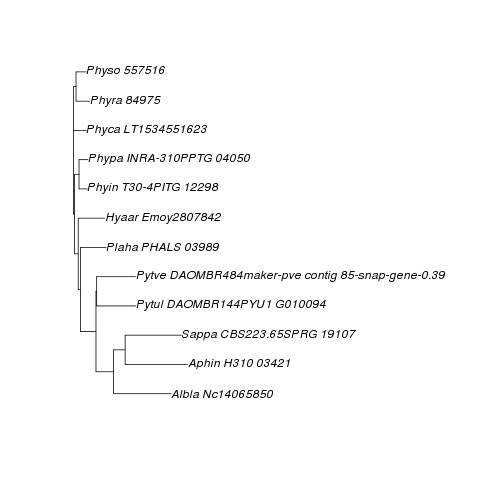 Physo 557516
Phyra 84975
Phyca LT1534551623
Phypa INRA-310PPTG 04050
Phyin T30-4PITG 12298
Hyaar Emoy2807842
Plaha PHALS 03989
Pytve DAOMBR484maker-pve contig 85-snap-gene-0.39
Pytul DAOMBR144PYU1 G010094
Sappa CBS223.65SPRG 19107
Aphin H310 03421
Albla Nc14065850